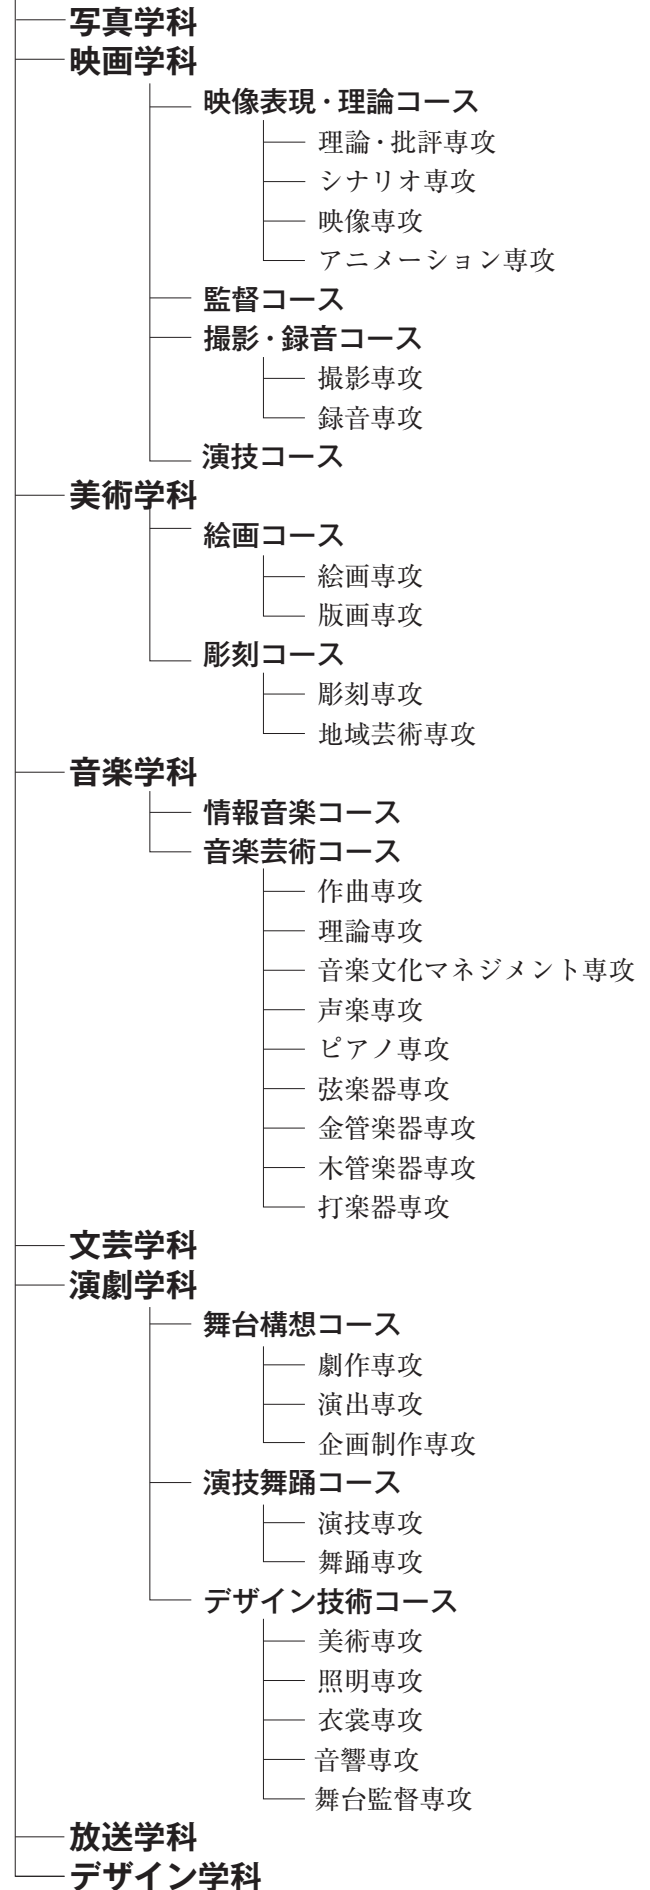 写真学科
映画学科
映像表現・理論コース
理論・批評専攻
シナリオ専攻
映像専攻
アニメーション専攻
監督コース
撮影・録音コース
撮影専攻
録音専攻
演技コース
美術学科
絵画コース
絵画専攻
版画専攻
彫刻コース
彫刻専攻
地域芸術専攻
音楽学科
情報音楽コース
音楽芸術コース
作曲専攻
理論専攻
音楽文化マネジメント専攻
声楽専攻
ピアノ専攻
弦楽器専攻
金管楽器専攻
木管楽器専攻
打楽器専攻
文芸学科
演劇学科
舞台構想コース
劇作専攻
演出専攻
企画制作専攻
演技舞踊コース
演技専攻
舞踊専攻
デザイン技術コース
美術専攻
照明専攻
衣裳専攻
音響専攻
舞台監督専攻
放送学科
デザイン学科